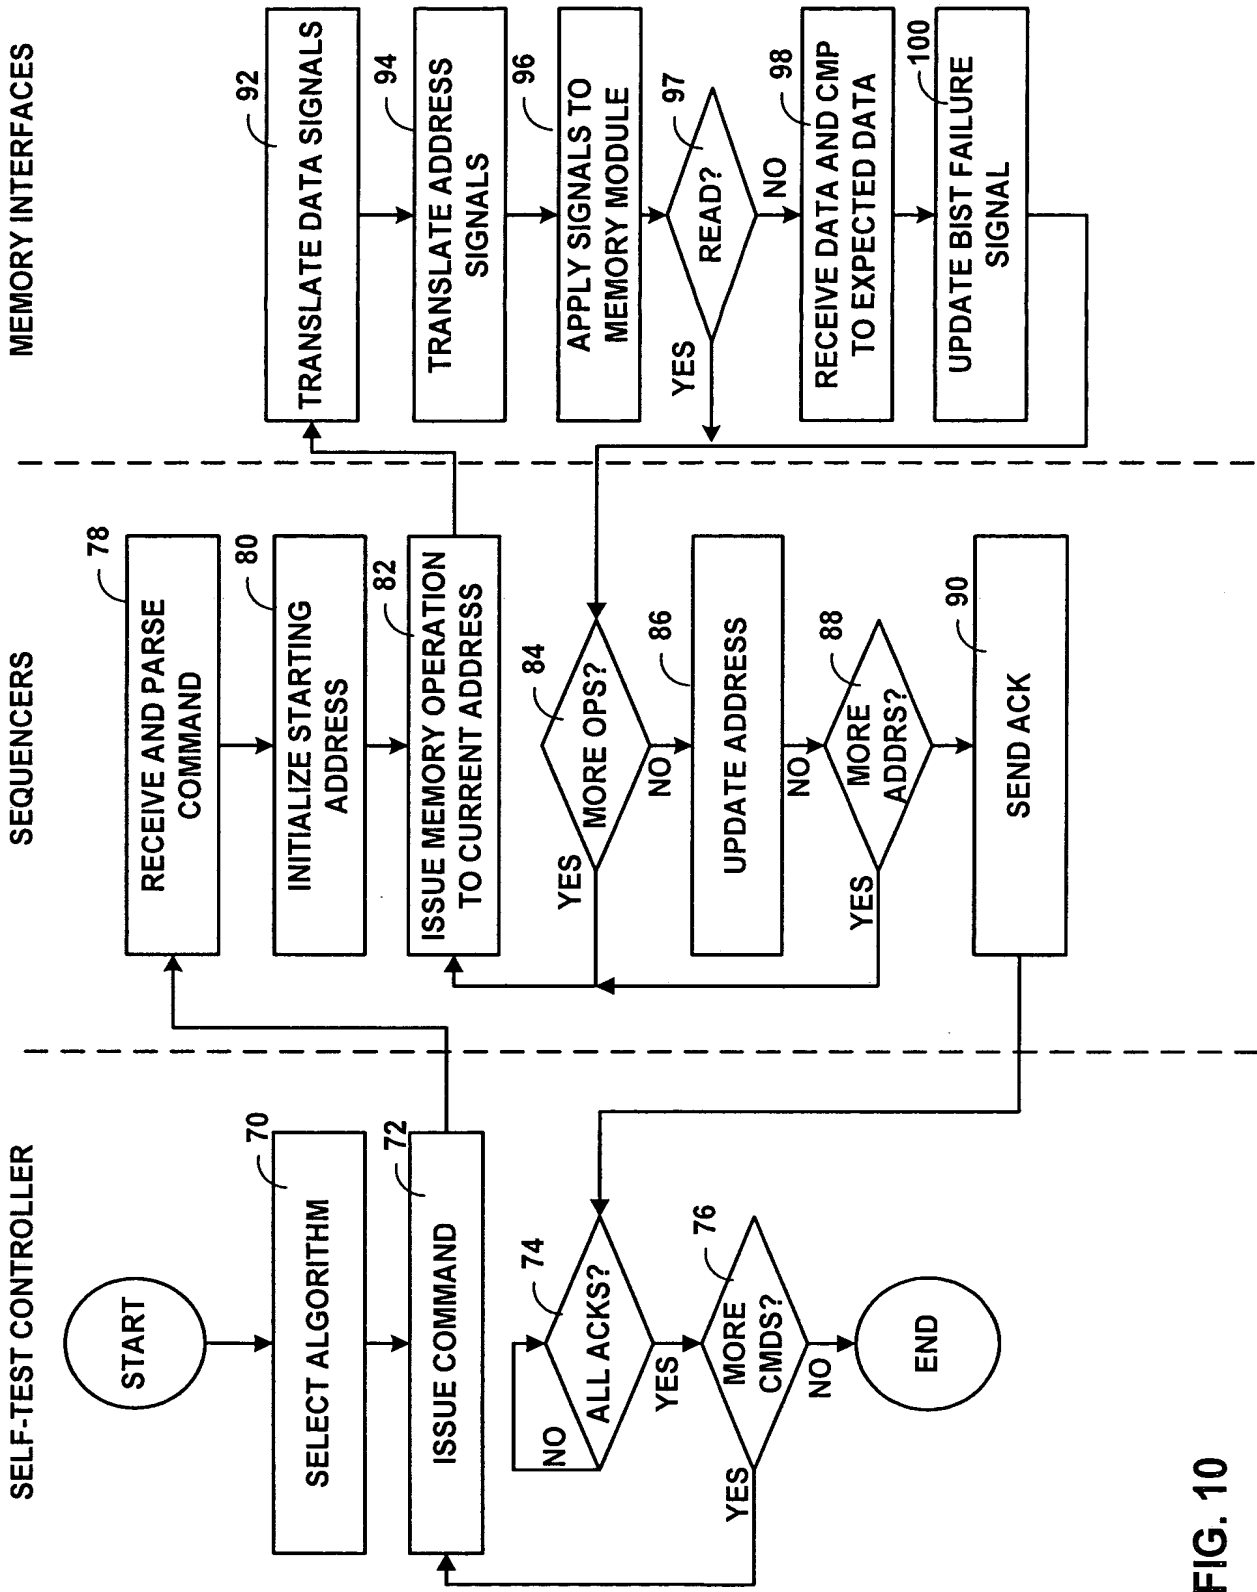 SELF-TEST CONTROLLER
START
70
SELECT ALGORITHM
72
ISSUE COMMAND
74
ALL ACKS?
NO
YES
76
MORE
CMDS?
YES
NO
END
SEQUENCERS
78
RECEIVE AND PARSE
COMMAND
80
INITIALIZE STARTING
ADDRESS
82
ISSUE MEMORY OPERATION
TO CURRENT ADDRESS
84
MORE OPS?
YES
NO
86
UPDATE ADDRESS
NO
88
MORE
ADDRS?
YES
90
SEND ACK
MEMORY INTERFACES
92
TRANSLATE DATA SIGNALS
94
TRANSLATE ADDRESS
SIGNALS
96
APPLY SIGNALS TO
MEMORY MODULE
97
READ?
YES
NO
98
RECEIVE DATA AND CMP
TO EXPECTED DATA
100
UPDATE BIST FAILURE
SIGNAL
FIG. 10